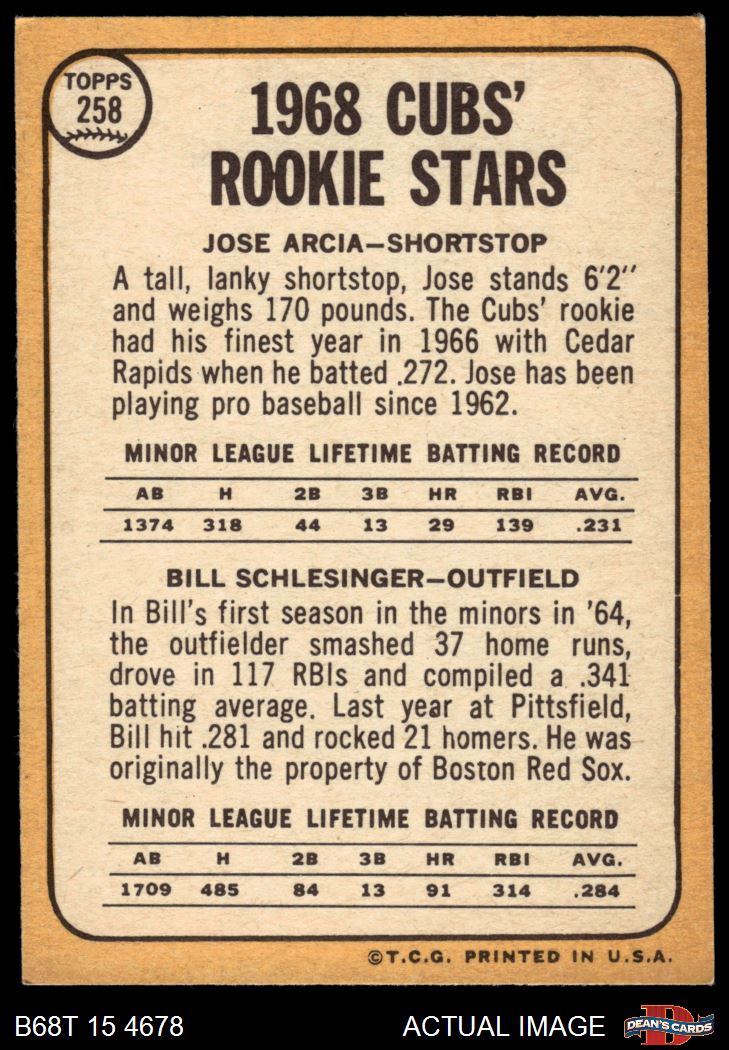 TOPPS
258
1968 CUBS'
ROOKIE STARS
JOSE ARCIA—SHORTSTOP
A tall, lanky shortstop, Jose stands 6'2"
and weighs 170 pounds. The Cubs' rookie
had his finest year in 1966 with Cedar
Rapids when he batted .272. Jose has been
playing pro baseball since 1962.
MINOR LEAGUE LIFETIME BATTING RECORD
AB H 2B 3B HR RBI AVG.
1374 318 44 13 29 139 .231
BILL SCHLESINGER—OUTFIELD
In Bill's first season in the minors in '64,
the outfielder smashed 37 home runs,
drove in 117 RBIs and compiled a .341
batting average. Last year at Pittsfield,
Bill hit .281 and rocked 21 homers. He was
originally the property of Boston Red Sox.
MINOR LEAGUE LIFETIME BATTING RECORD
AB H 2B 3B HR RBI AVG.
1709 485 84 13 91 314 .284
©T.C.G. PRINTED IN U.S.A.
B68T 15 4678 ACTUAL IMAGE
D
DEAN'S CARDS